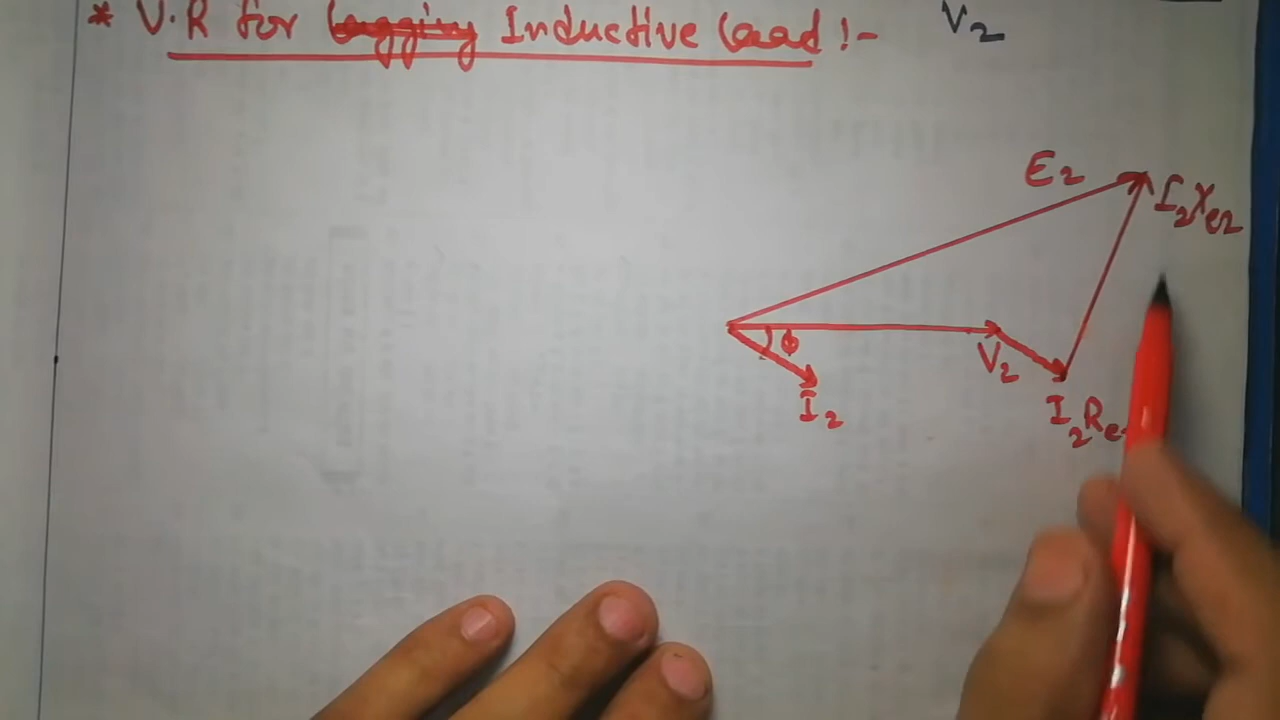 * V.R for lagging Inductive Load :-
V2
E2
I2Xe2
ϕ
V2
I2
I2Re